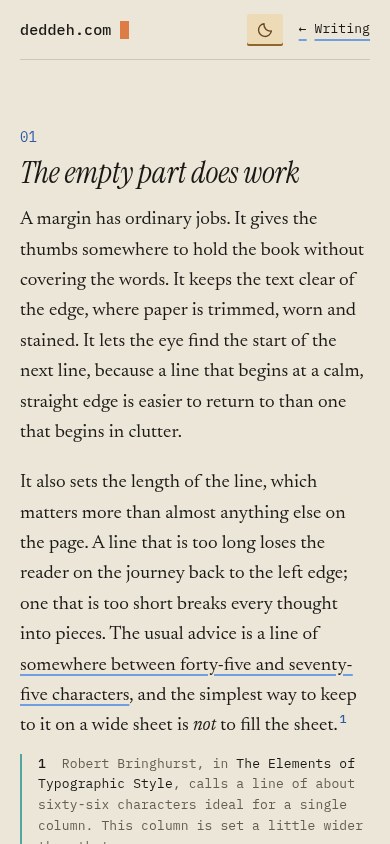 deddeh.com
← Writing
01
The empty part does work
A margin has ordinary jobs. It gives the
thumbs somewhere to hold the book without
covering the words. It keeps the text clear of
the edge, where paper is trimmed, worn and
stained. It lets the eye find the start of the
next line, because a line that begins at a calm,
straight edge is easier to return to than one
that begins in clutter.
It also sets the length of the line, which
matters more than almost anything else on
the page. A line that is too long loses the
reader on the journey back to the left edge;
one that is too short breaks every thought
into pieces. The usual advice is a line of
somewhere between forty-five and seventy-
five characters, and the simplest way to keep
to it on a wide sheet is not to fill the sheet.1
1 Robert Bringhurst, in The Elements of
Typographic Style, calls a line of about
sixty-six characters ideal for a single
column. This column is set a little wider